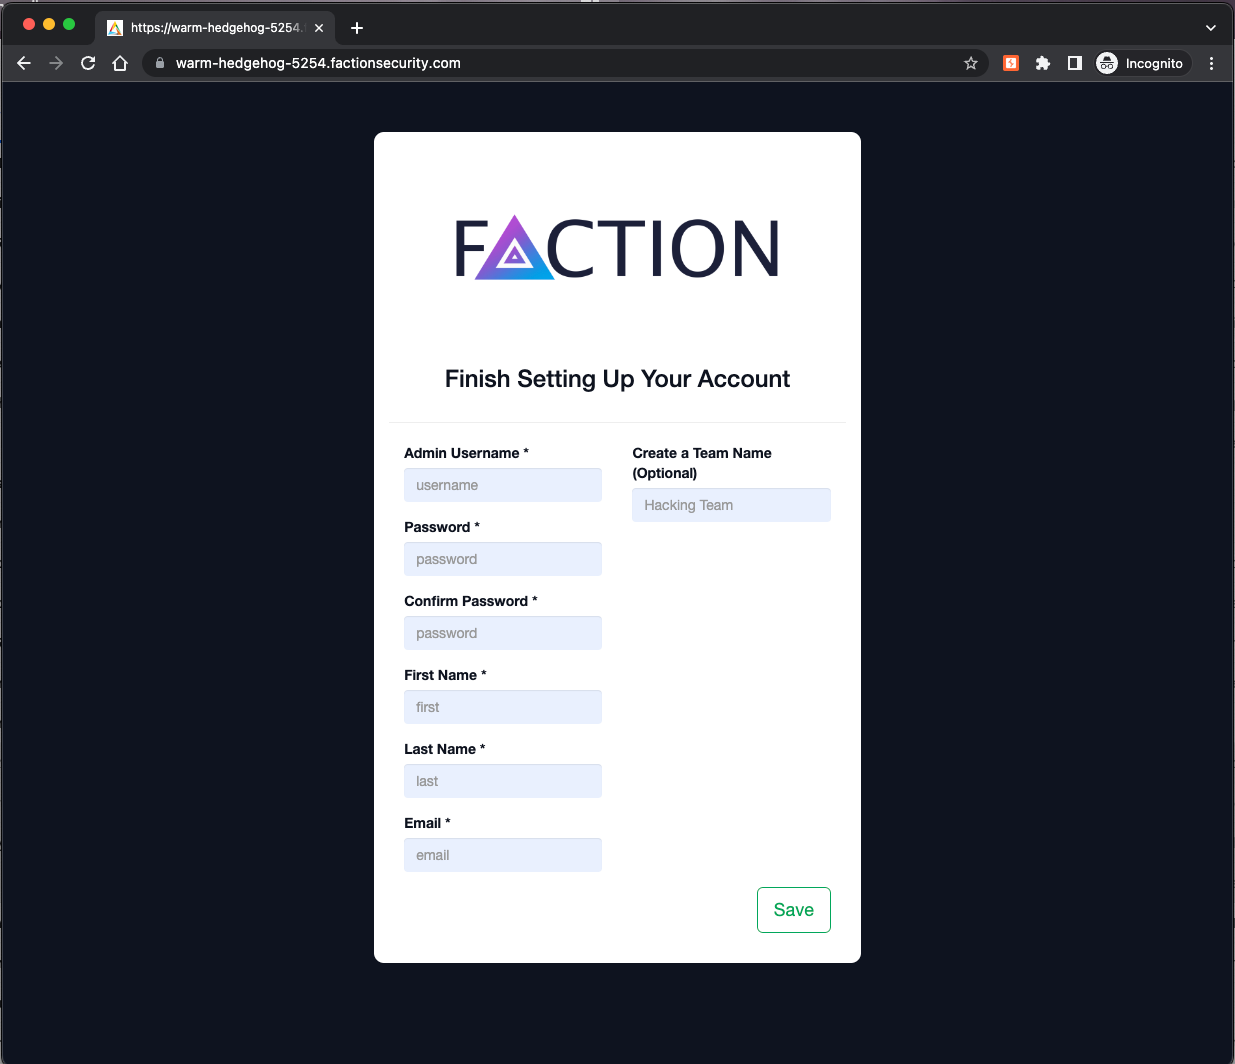 https://warm-hedgehog-5254.
warm-hedgehog-5254.factionsecurity.com
Incognito
FACTION
Finish Setting Up Your Account
Admin Username *
username
Password *
password
Confirm Password *
password
First Name *
first
Last Name *
last
Email *
email
Create a Team Name
(Optional)
Hacking Team
Save